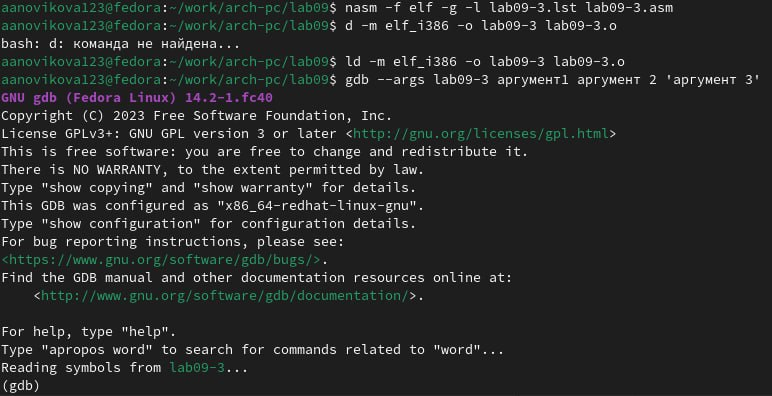 aanovikova123@fedora:~/work/arch-pc/lab09$ nasm -f elf -g -l lab09-3.lst lab09-3.asm
aanovikova123@fedora:~/work/arch-pc/lab09$ d -m elf_i386 -o lab09-3 lab09-3.o
bash: d: команда не найдена...
aanovikova123@fedora:~/work/arch-pc/lab09$ ld -m elf_i386 -o lab09-3 lab09-3.o
aanovikova123@fedora:~/work/arch-pc/lab09$ gdb --args lab09-3 аргумент1 аргумент 2 'аргумент 3'
GNU gdb (Fedora Linux) 14.2-1.fc40
Copyright (C) 2023 Free Software Foundation, Inc.
License GPLv3+: GNU GPL version 3 or later <http://gnu.org/licenses/gpl.html>
This is free software: you are free to change and redistribute it.
There is NO WARRANTY, to the extent permitted by law.
Type "show copying" and "show warranty" for details.
This GDB was configured as "x86_64-redhat-linux-gnu".
Type "show configuration" for configuration details.
For bug reporting instructions, please see:
<https://www.gnu.org/software/gdb/bugs/>.
Find the GDB manual and other documentation resources online at:
    <http://www.gnu.org/software/gdb/documentation/>.

For help, type "help".
Type "apropos word" to search for commands related to "word"...
Reading symbols from lab09-3...
(gdb)